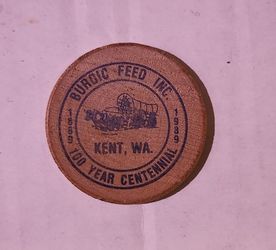 BURDIC FEED INC.
1889
1989
KENT, WA.
100 YEAR CENTENNIAL